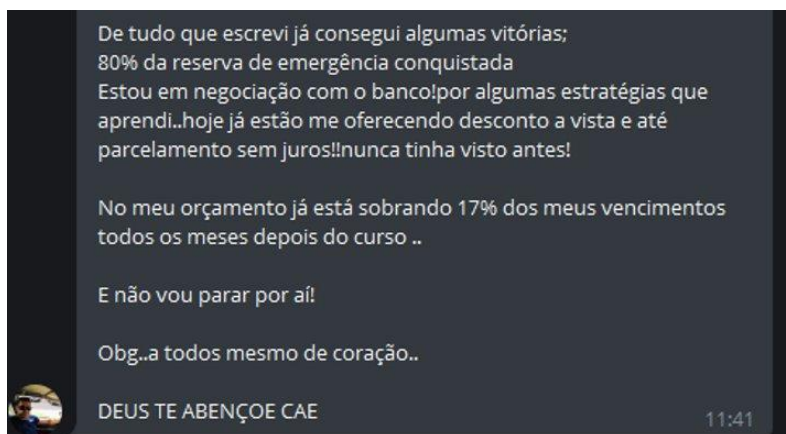 De tudo que escrevi já consegui algumas vitórias;
80% da reserva de emergência conquistada
Estou em negociação com o banco!por algumas estratégias que
aprendi..hoje já estão me oferecendo desconto a vista e até
parcelamento sem juros!!nunca tinha visto antes!
No meu orçamento já está sobrando 17% dos meus vencimentos
todos os meses depois do curso ..
E não vou parar por aí!
Obg..a todos mesmo de coração..
DEUS TE ABENÇOE CAE
11:41